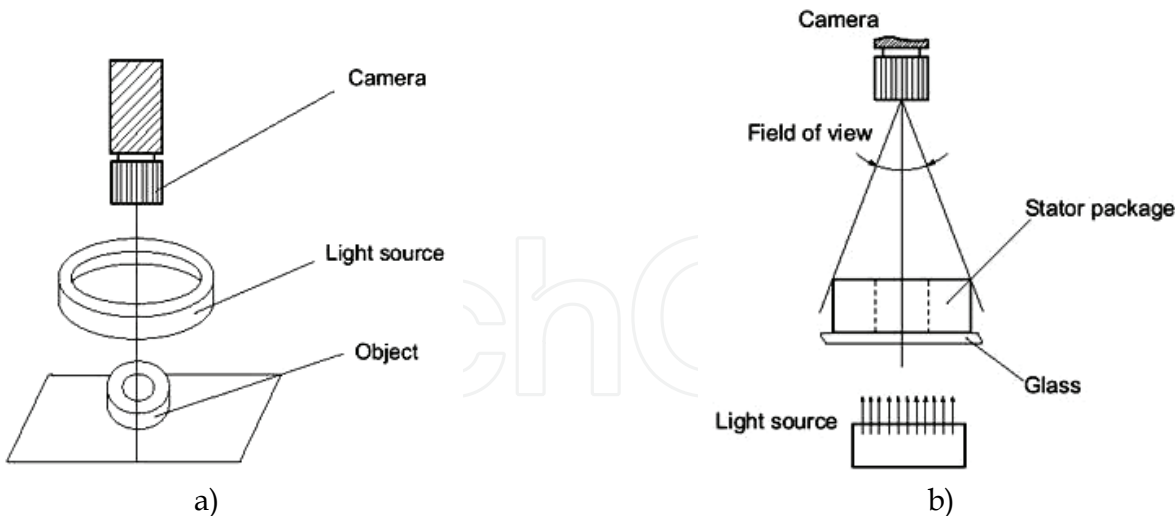 Camera
Light source
Object
a)
Camera
Field of view
Stator package
Glass
Light source
b)